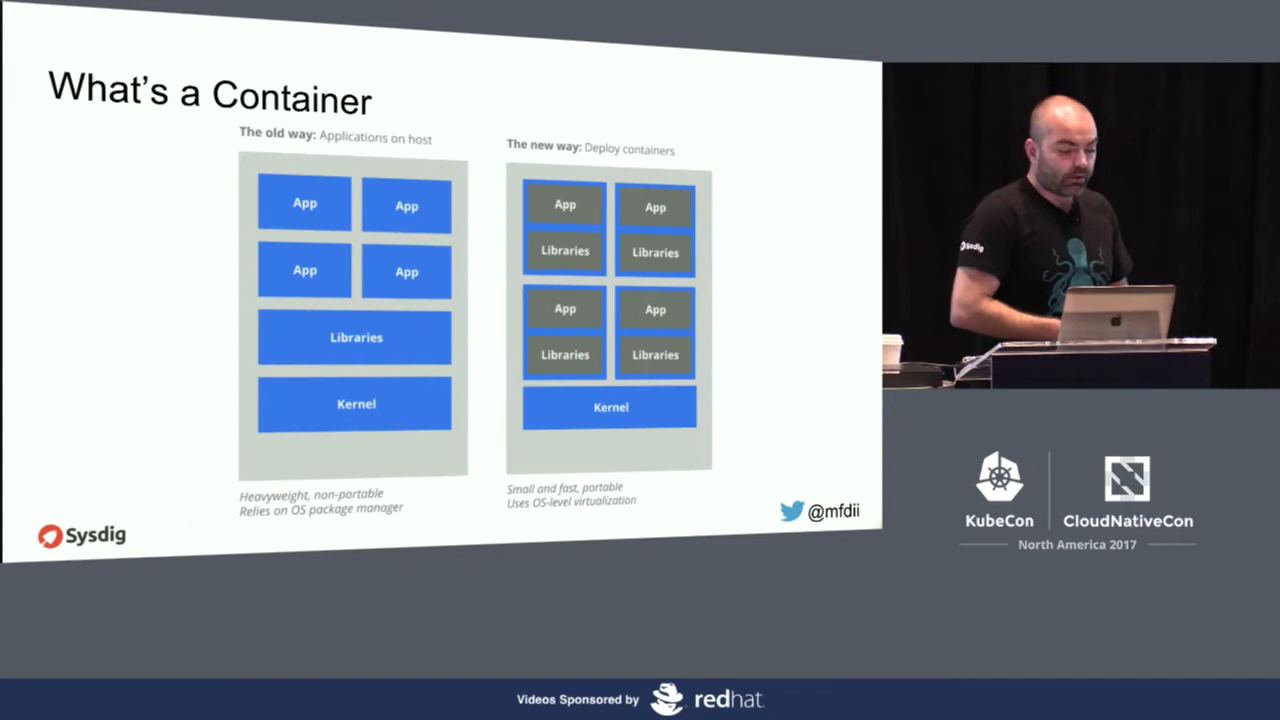 What's a Container
The old way: Applications on host
App
App
App
App
Libraries
Kernel
Heavyweight, non-portable
Relies on OS package manager
The new way: Deploy containers
App
App
Libraries
Libraries
App
App
Libraries
Libraries
Kernel
Small and fast, portable
Uses OS-level virtualization
Sysdig
@mfdii
Sysdig
KubeCon
CloudNativeCon
North America 2017
Videos Sponsored by
redhat.